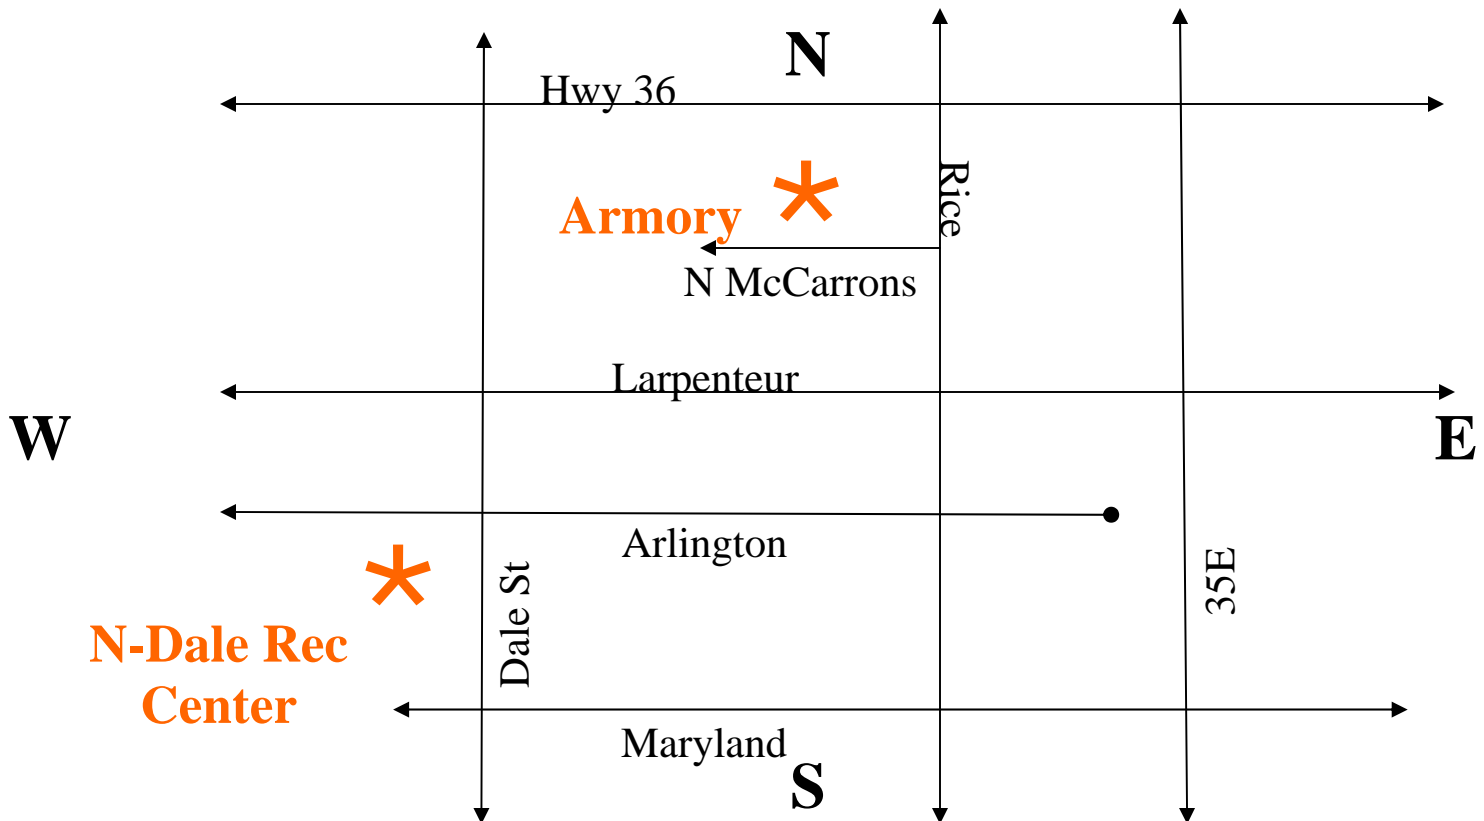 N
Hwy 36
Rice
Armory
N McCarrons
Larpenteur
W
E
Arlington
35E
Dale St
N-Dale Rec
Center
Maryland
S